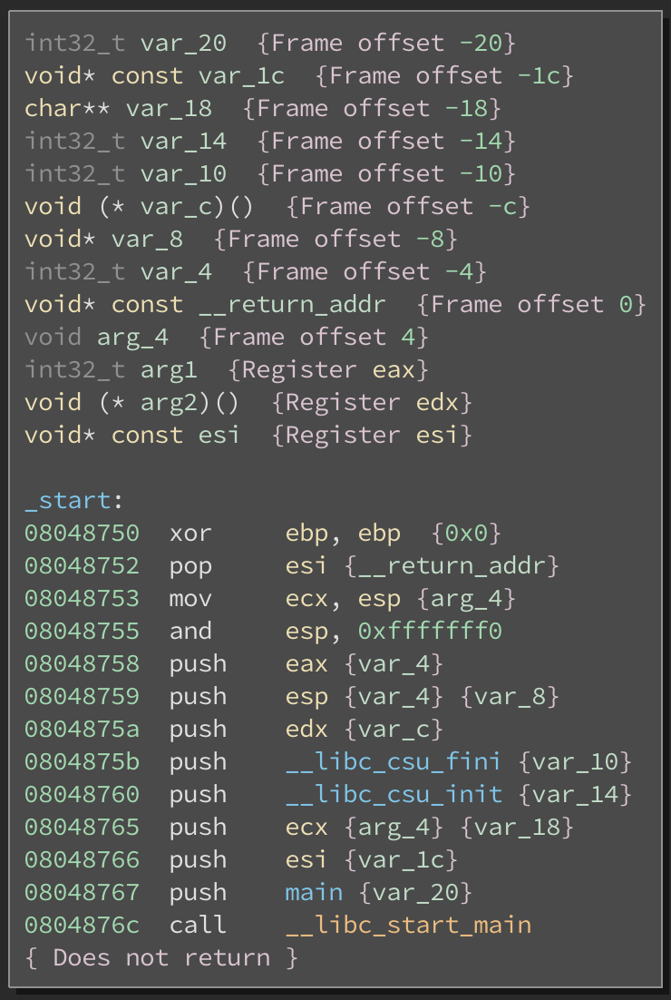 int32_t var_20  {Frame offset -20}
void* const var_1c  {Frame offset -1c}
char** var_18  {Frame offset -18}
int32_t var_14  {Frame offset -14}
int32_t var_10  {Frame offset -10}
void (* var_c)()  {Frame offset -c}
void* var_8  {Frame offset -8}
int32_t var_4  {Frame offset -4}
void* const __return_addr  {Frame offset 0}
void arg_4  {Frame offset 4}
int32_t arg1  {Register eax}
void (* arg2)()  {Register edx}
void* const esi  {Register esi}

_start:
08048750  xor     ebp, ebp  {0x0}
08048752  pop     esi {__return_addr}
08048753  mov     ecx, esp {arg_4}
08048755  and     esp, 0xfffffff0
08048758  push    eax {var_4}
08048759  push    esp {var_4} {var_8}
0804875a  push    edx {var_c}
0804875b  push    __libc_csu_fini {var_10}
08048760  push    __libc_csu_init {var_14}
08048765  push    ecx {arg_4} {var_18}
08048766  push    esi {var_1c}
08048767  push    main {var_20}
0804876c  call    __libc_start_main
{ Does not return }